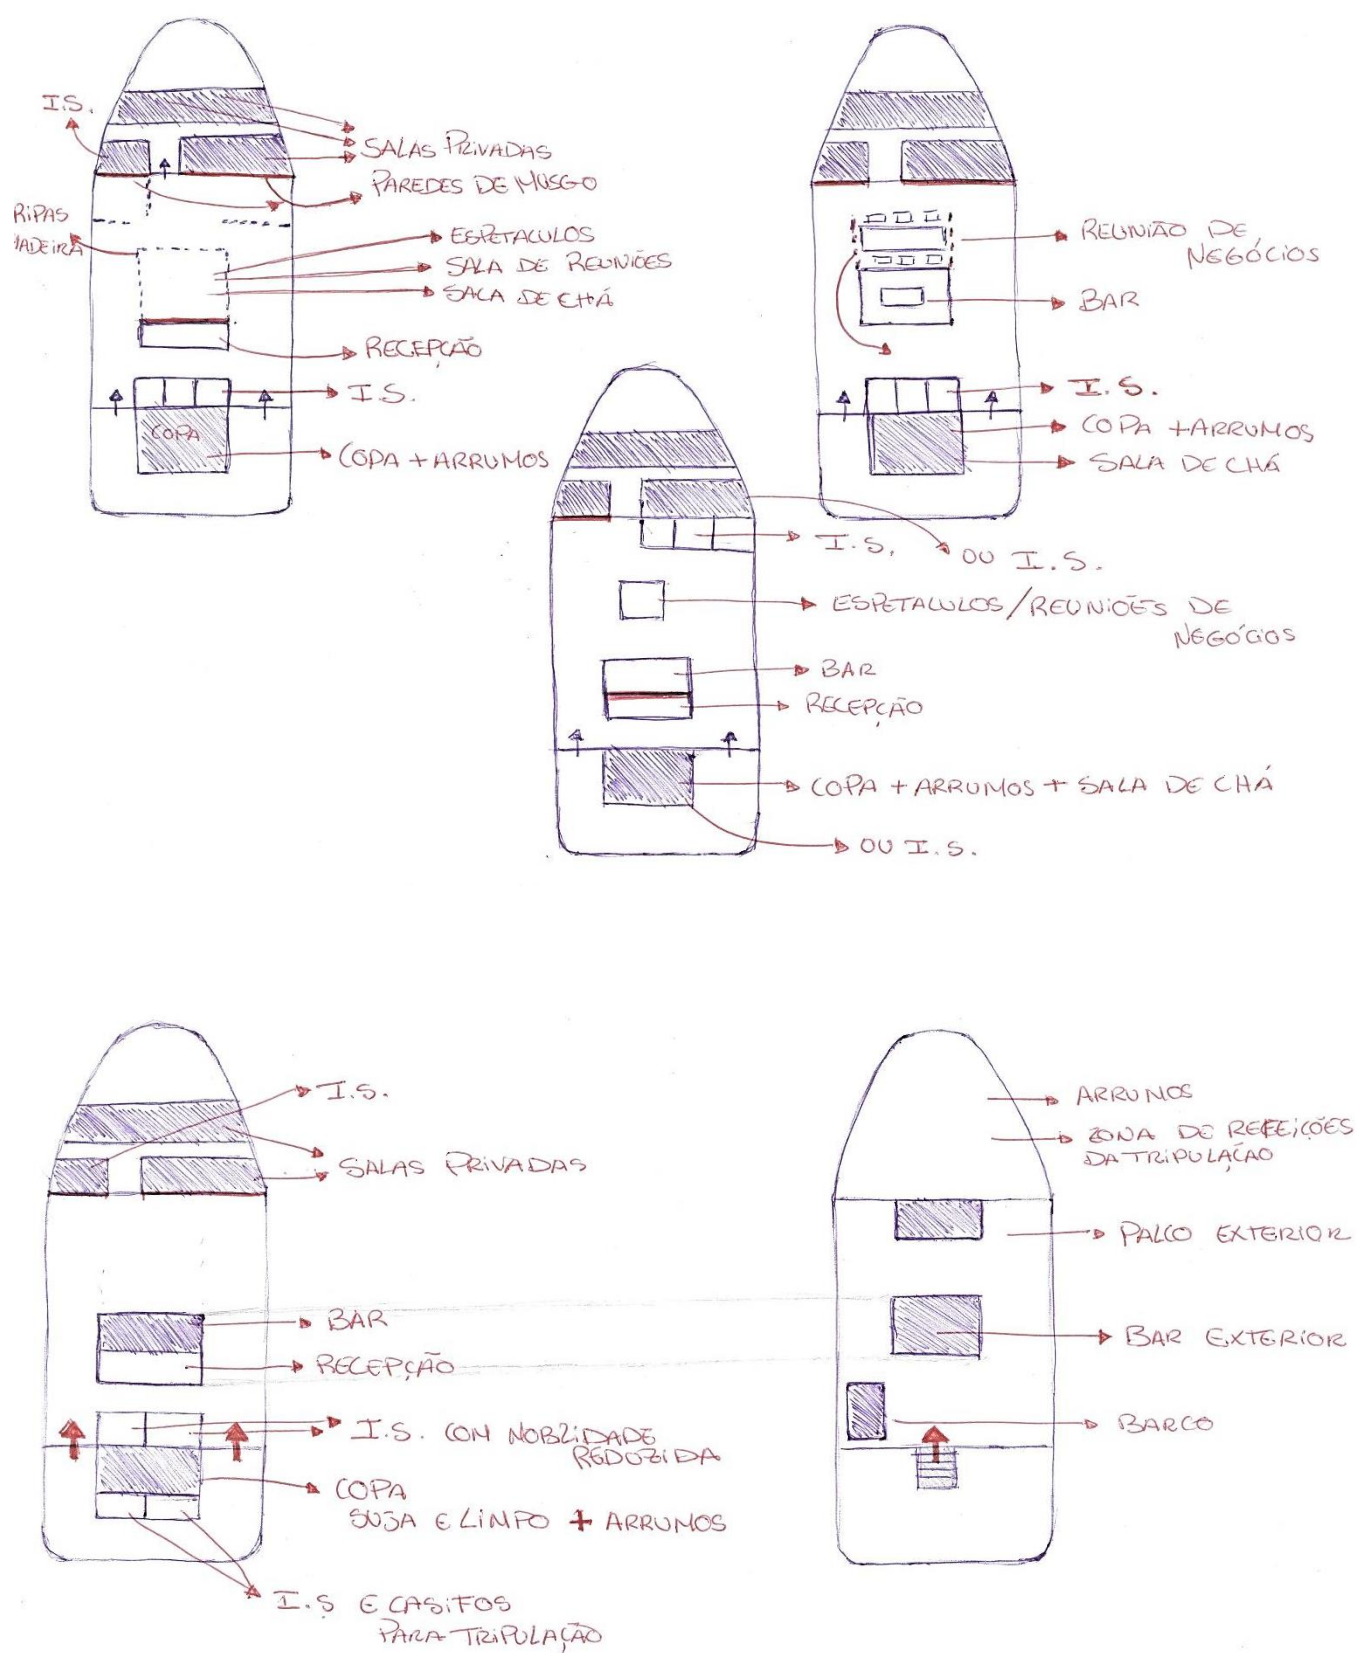 I.S.
SALAS PRIVADAS
PAREDES DE MUSGO
RIPAS
MADEIRA
ESPETACULOS
SALA DE REUNIÕES
SALA DE CHÁ
RECEPÇÃO
I.S.
COPA
COPA + ARRUMOS
REUNIÃO DE
NEGÓCIOS
BAR
I.S.
COPA + ARRUMOS
SALA DE CHÁ
I.S.
OU I.S.
ESPETALULOS/REUNIÕES DE
NEGÓCIOS
BAR
RECEPÇÃO
COPA + ARRUMOS + SALA DE CHÁ
OU I.S.
I.S.
SALAS PRIVADAS
BAR
RECEPÇÃO
I.S. COM MOBLIDADE
REDUZIDA
COPA
SUJA E LIMPO + ARRUMOS
I.S E CASIFOS
PARA TRIPULAÇÃO
ARRUMOS
ZONA DE REFEIÇÕES
DA TRIPULAÇÃO
PALCO EXTERIOR
BAR EXTERIOR
BARCO